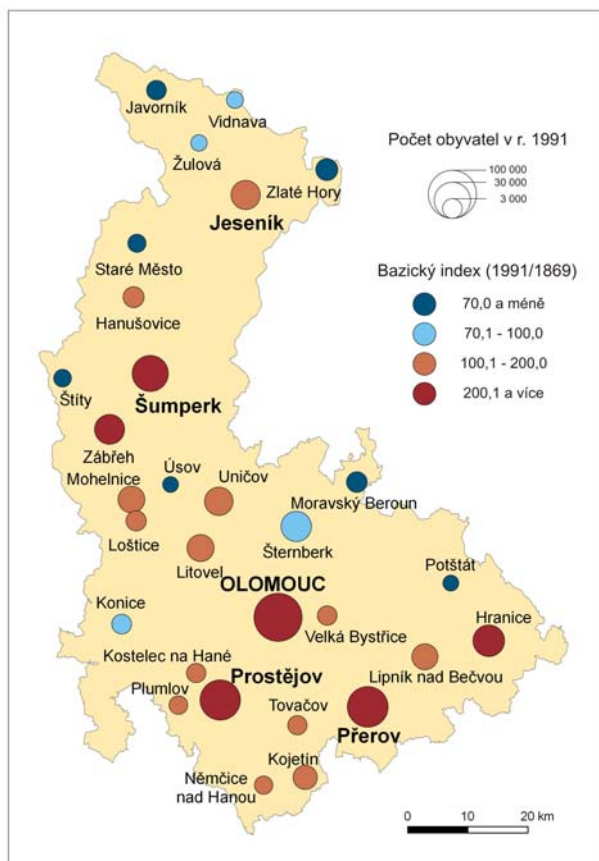 Javorník
Vidnava
Žulová
Zlaté Hory
Jeseník
Počet obyvatel v r. 1991
100 000
30 000
3 000
Staré Město
Hanušovice
Bazický index (1991/1869)
70,0 a méně
70,1 - 100,0
100,1 - 200,0
200,1 a více
Štíty
Šumperk
Zábřeh
Mohelnice
Úsov
Uničov
Moravský Beroun
Loštice
Šternberk
Litovel
OLOMOUC
Potštát
Konice
Velká Bystřice
Hranice
Kostelec na Hané
Lipník nad Bečvou
Prostějov
Plumlov
Tovačov
Přerov
Kojetín
Němčice
nad Hanou
0
10
20 km